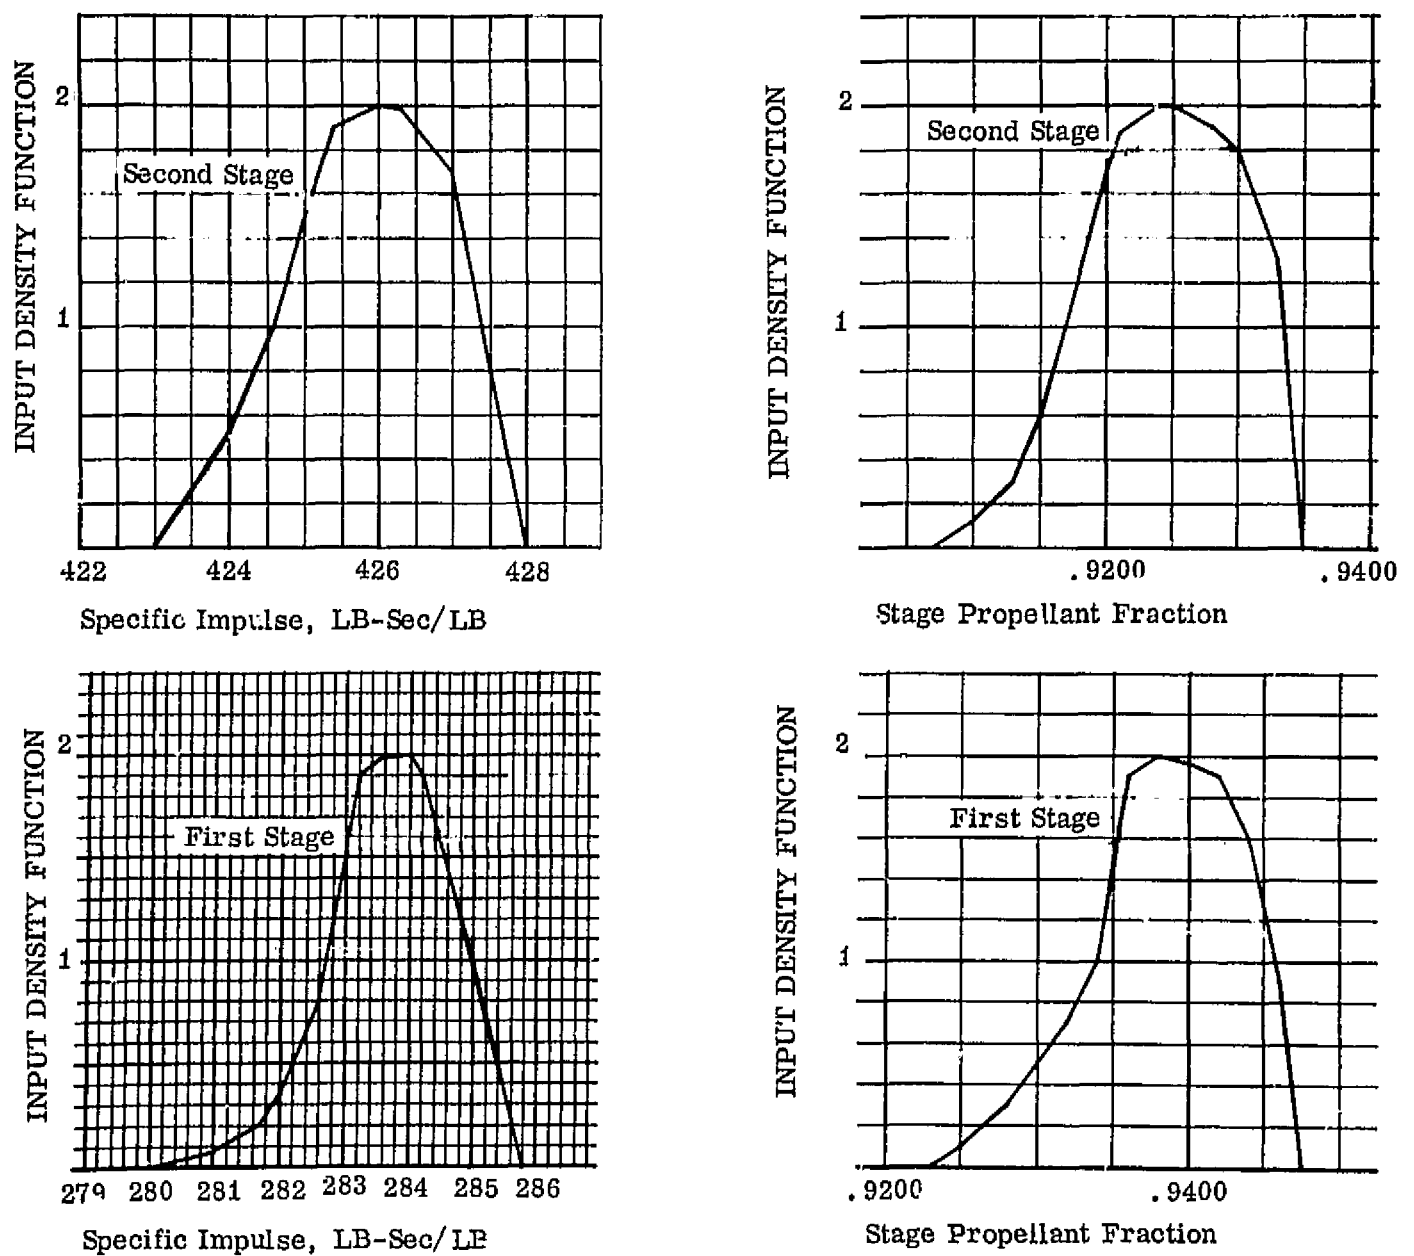 INPUT DENSITY FUNCTION
2
1
Second Stage
422 424 426 428
Specific Impulse, LB-Sec/LB
INPUT DENSITY FUNCTION
2
1
Second Stage
.9200 .9400
Stage Propellant Fraction
INPUT DENSITY FUNCTION
2
1
First Stage
279 280 281 282 283 284 285 286
Specific Impulse, LB-Sec/LB
INPUT DENSITY FUNCTION
2
1
First Stage
.9200 .9400
Stage Propellant Fraction